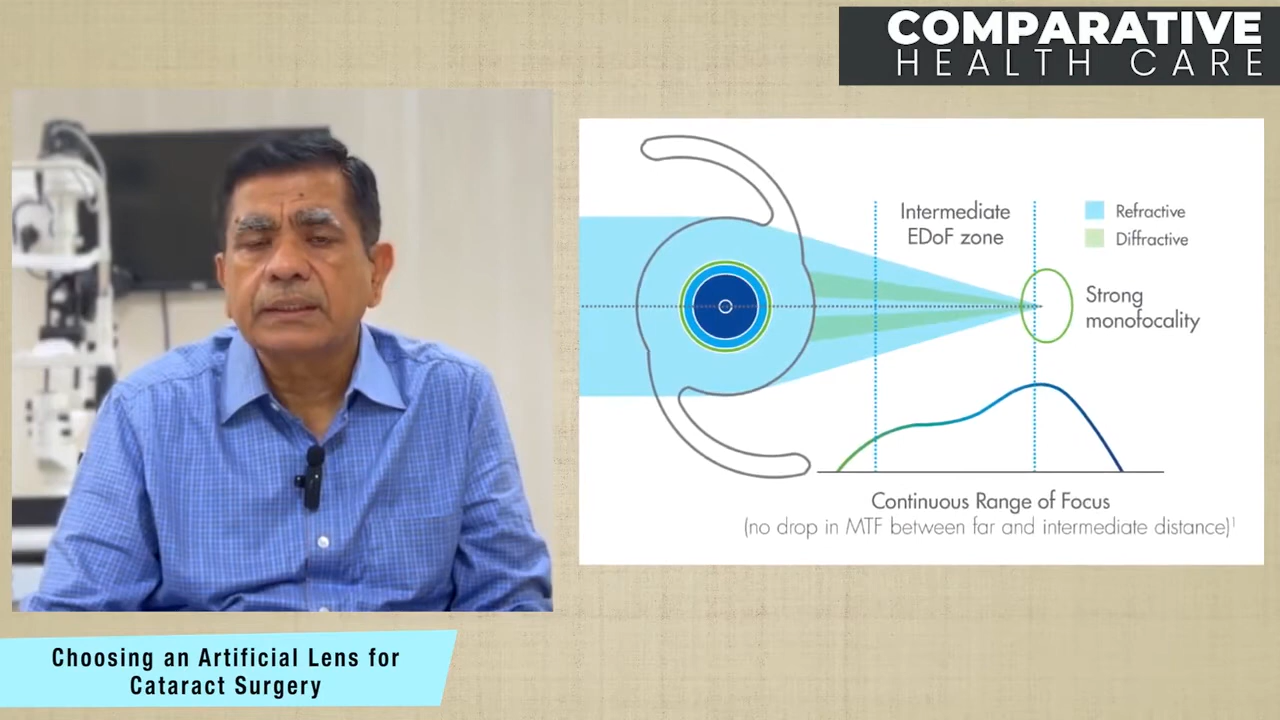 COMPARATIVE
HEALTH CARE
Intermediate
EDoF zone
Refractive
Diffractive
Strong
monofocality
Continuous Range of Focus
(no drop in MTF between far and intermediate distance)¹
Choosing an Artificial Lens for
Cataract Surgery